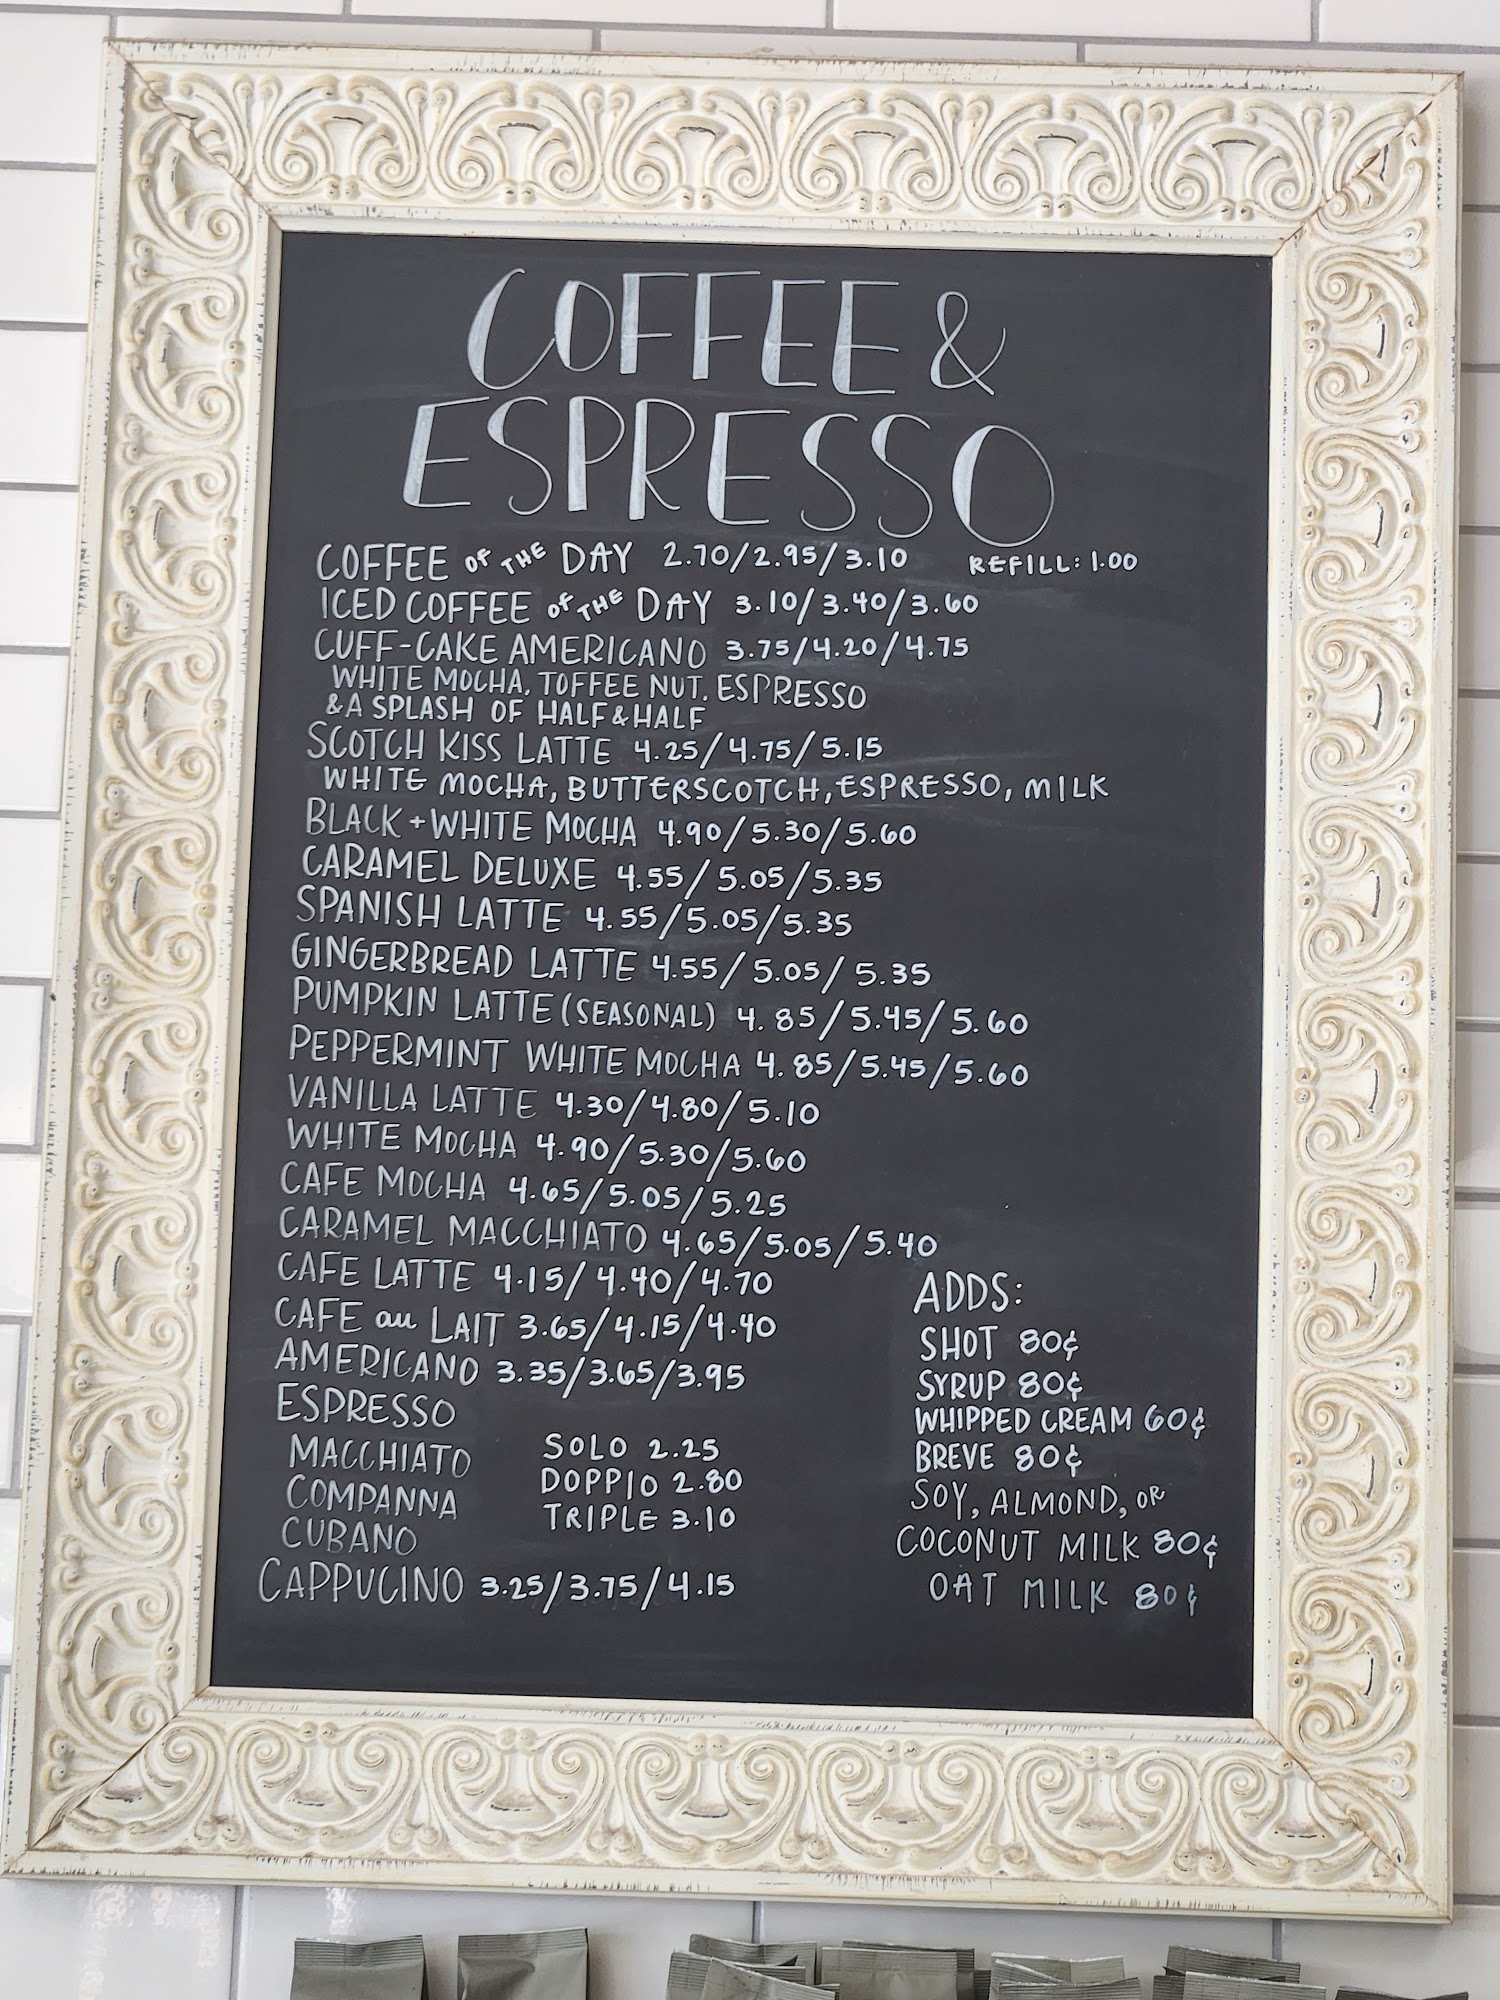 COFFEE &
ESPRESSO
COFFEE OF THE DAY 2.70/2.95/3.10 REFILL: 1.00
ICED COFFEE OF THE DAY 3.10/3.40/3.60
CUFF-CAKE AMERICANO 3.75/4.20/4.75
WHITE MOCHA, TOFFEE NUT, ESPRESSO
& A SPLASH OF HALF & HALF
SCOTCH KISS LATTE 4.25/4.75/5.15
WHITE MOCHA, BUTTERSCOTCH, ESPRESSO, MILK
BLACK + WHITE MOCHA 4.90/5.30/5.60
CARAMEL DELUXE 4.55/5.05/5.35
SPANISH LATTE 4.55/5.05/5.35
GINGERBREAD LATTE 4.55/5.05/5.35
PUMPKIN LATTE (SEASONAL) 4.85/5.45/5.60
PEPPERMINT WHITE MOCHA 4.85/5.45/5.60
VANILLA LATTE 4.30/4.80/5.10
WHITE MOCHA 4.90/5.30/5.60
CAFE MOCHA 4.65/5.05/5.25
CARAMEL MACCHIATO 4.65/5.05/5.40
CAFE LATTE 4.15/4.40/4.70
CAFE au LAIT 3.65/4.15/4.40
AMERICANO 3.35/3.65/3.95
ESPRESSO
MACCHIATO SOLO 2.25
COMPANNA DOPPIO 2.80
CUBANO TRIPLE 3.10
CAPPUCINO 3.25/3.75/4.15
ADDS:
SHOT 80¢
SYRUP 80¢
WHIPPED CREAM 60¢
BREVE 80¢
SOY, ALMOND, OR
COCONUT MILK 80¢
OAT MILK 80¢